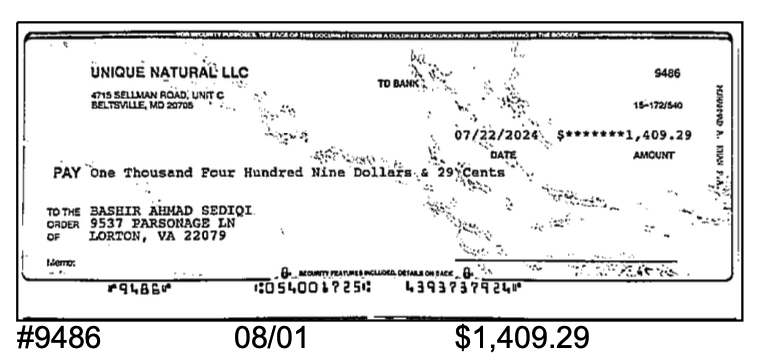 FOR SECURITY PURPOSES, THE FACE OF THIS DOCUMENT CONTAINS A COLORED BACKGROUND AND MICROPRINTING IN THE BORDER
UNIQUE NATURAL LLC
4715 SELLMAN ROAD, UNIT C
BELTSVILLE, MD 20705
TD BANK
9486
15-172/540
07/22/2024 $*******1,409.29
DATE AMOUNT
PAY One Thousand Four Hundred Nine Dollars & 29 Cents
TO THE ORDER OF
BASHIR AHMAD SEDIQI
9537 PARSONAGE LN
LORTON, VA 22079
Memo:
SECURITY FEATURES INCLUDED. DETAILS ON BACK
⑈9486⑈ ⑆054001725⑆ 4393737924⑈
#9486 08/01 $1,409.29